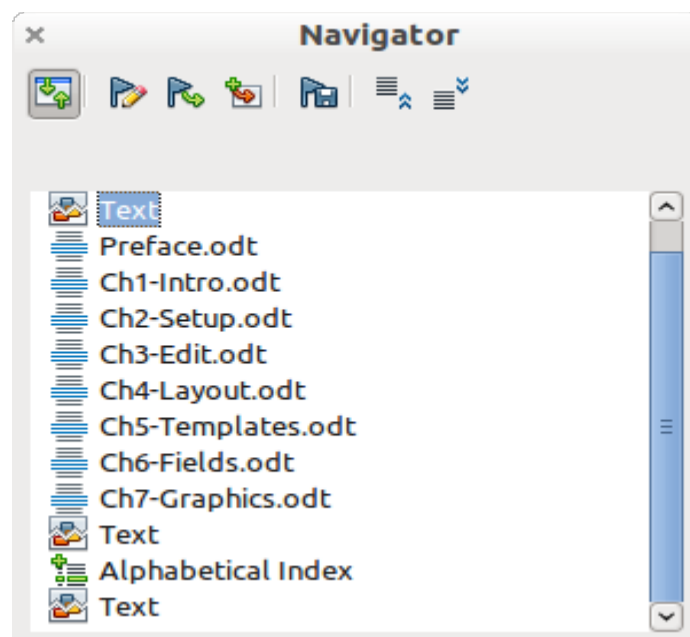 Navigator
Text
Preface.odt
Ch1-Intro.odt
Ch2-Setup.odt
Ch3-Edit.odt
Ch4-Layout.odt
Ch5-Templates.odt
Ch6-Fields.odt
Ch7-Graphics.odt
Text
Alphabetical Index
Text